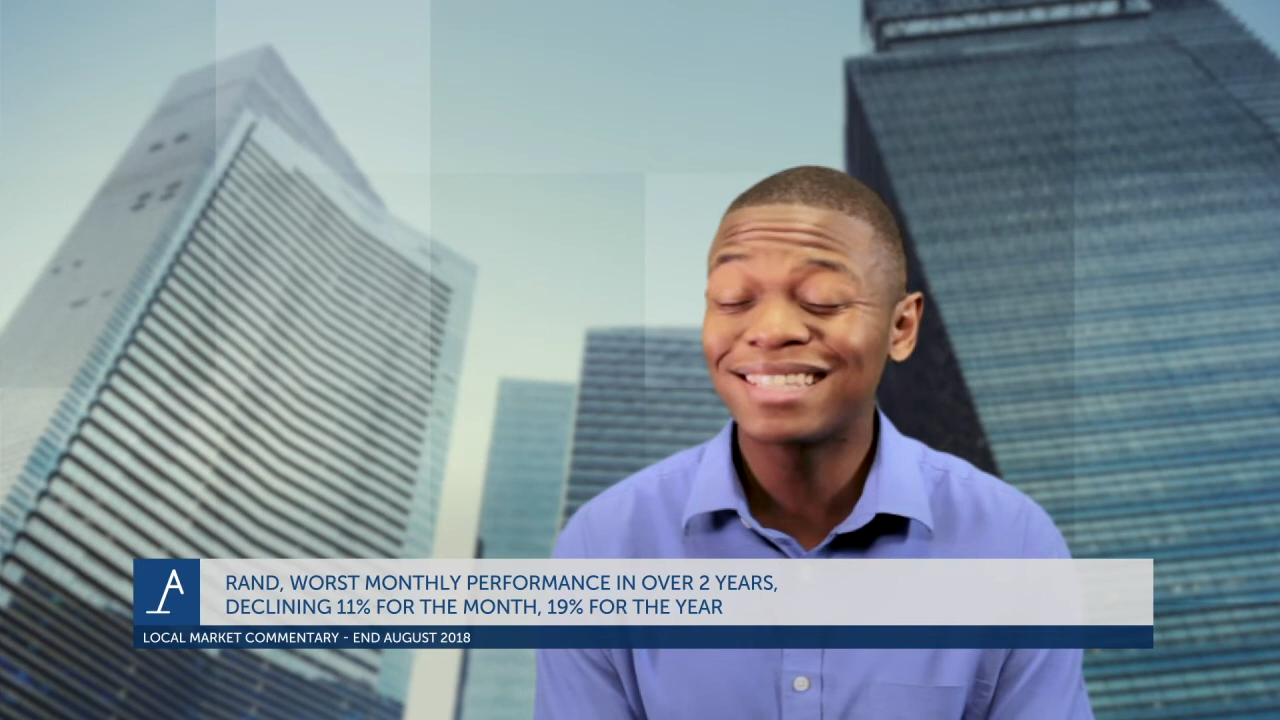 RAND, WORST MONTHLY PERFORMANCE IN OVER 2 YEARS,
DECLINING 11% FOR THE MONTH, 19% FOR THE YEAR
LOCAL MARKET COMMENTARY - END AUGUST 2018